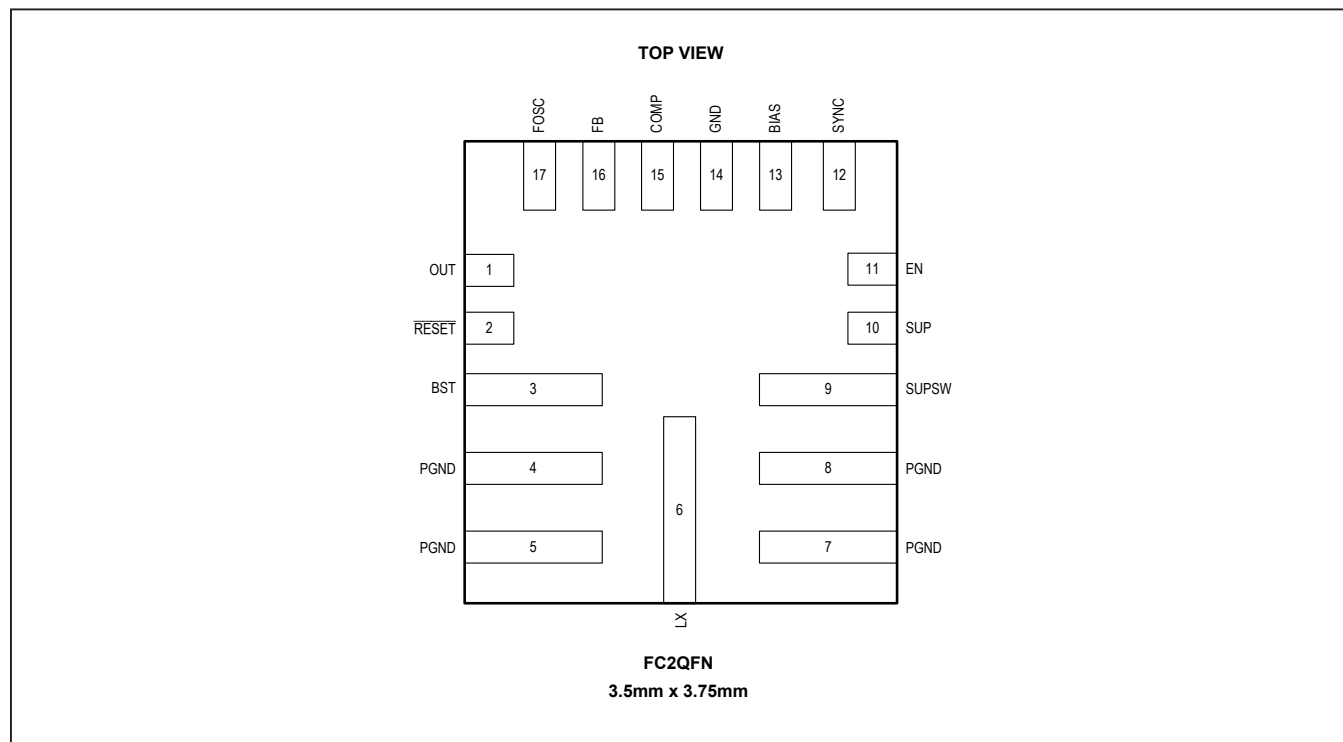 TOP VIEW
FOSC FB COMP GND BIAS SYNC
17 16 15 14 13 12
OUT 1 11 EN
R̅E̅S̅E̅T̅ 2 10 SUP
BST 3 9 SUPSW
PGND 4 8 PGND
6
PGND 5 7 PGND
LX
FC2QFN
3.5mm x 3.75mm